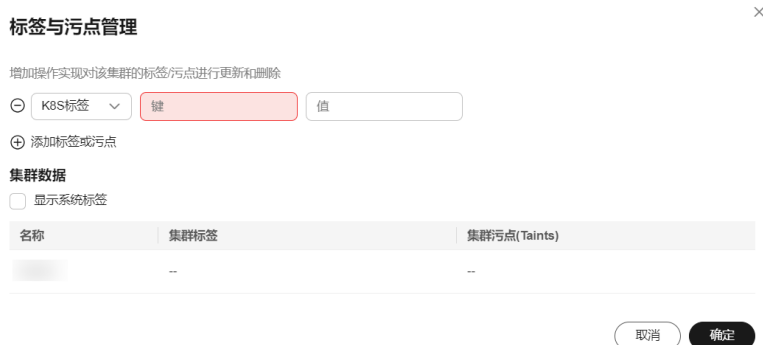 标签与污点管理
增加操作实现对该集群的标签/污点进行更新和删除
K8S标签 键 值
添加标签或污点
集群数据
显示系统标签
名称 集群标签 集群污点(Taints)
-- --
取消 确定